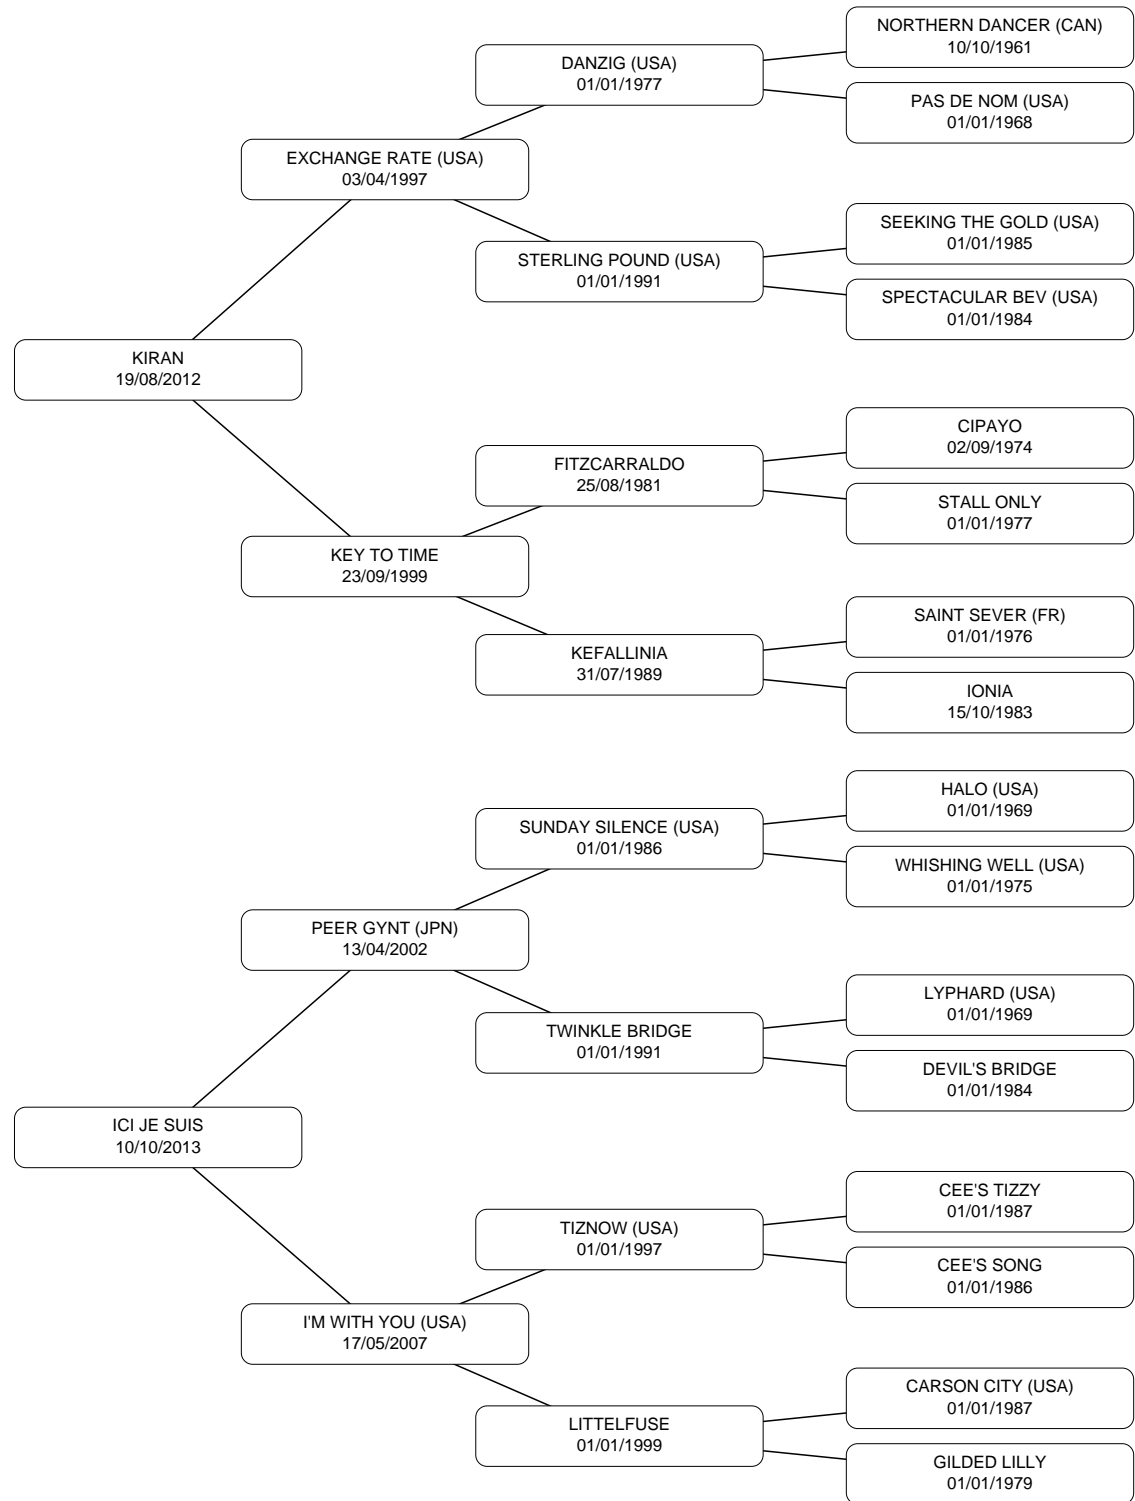 NORTHERN DANCER (CAN)
10/10/1961
DANZIG (USA)
01/01/1977
PAS DE NOM (USA)
01/01/1968
EXCHANGE RATE (USA)
03/04/1997
SEEKING THE GOLD (USA)
01/01/1985
STERLING POUND (USA)
01/01/1991
SPECTACULAR BEV (USA)
01/01/1984
KIRAN
19/08/2012
CIPAYO
02/09/1974
FITZCARRALDO
25/08/1981
STALL ONLY
01/01/1977
KEY TO TIME
23/09/1999
SAINT SEVER (FR)
01/01/1976
KEFALLINIA
31/07/1989
IONIA
15/10/1983
HALO (USA)
01/01/1969
SUNDAY SILENCE (USA)
01/01/1986
WHISHING WELL (USA)
01/01/1975
PEER GYNT (JPN)
13/04/2002
LYPHARD (USA)
01/01/1969
TWINKLE BRIDGE
01/01/1991
DEVIL'S BRIDGE
01/01/1984
ICI JE SUIS
10/10/2013
CEE'S TIZZY
01/01/1987
TIZNOW (USA)
01/01/1997
CEE'S SONG
01/01/1986
I'M WITH YOU (USA)
17/05/2007
CARSON CITY (USA)
01/01/1987
LITTELFUSE
01/01/1999
GILDED LILLY
01/01/1979